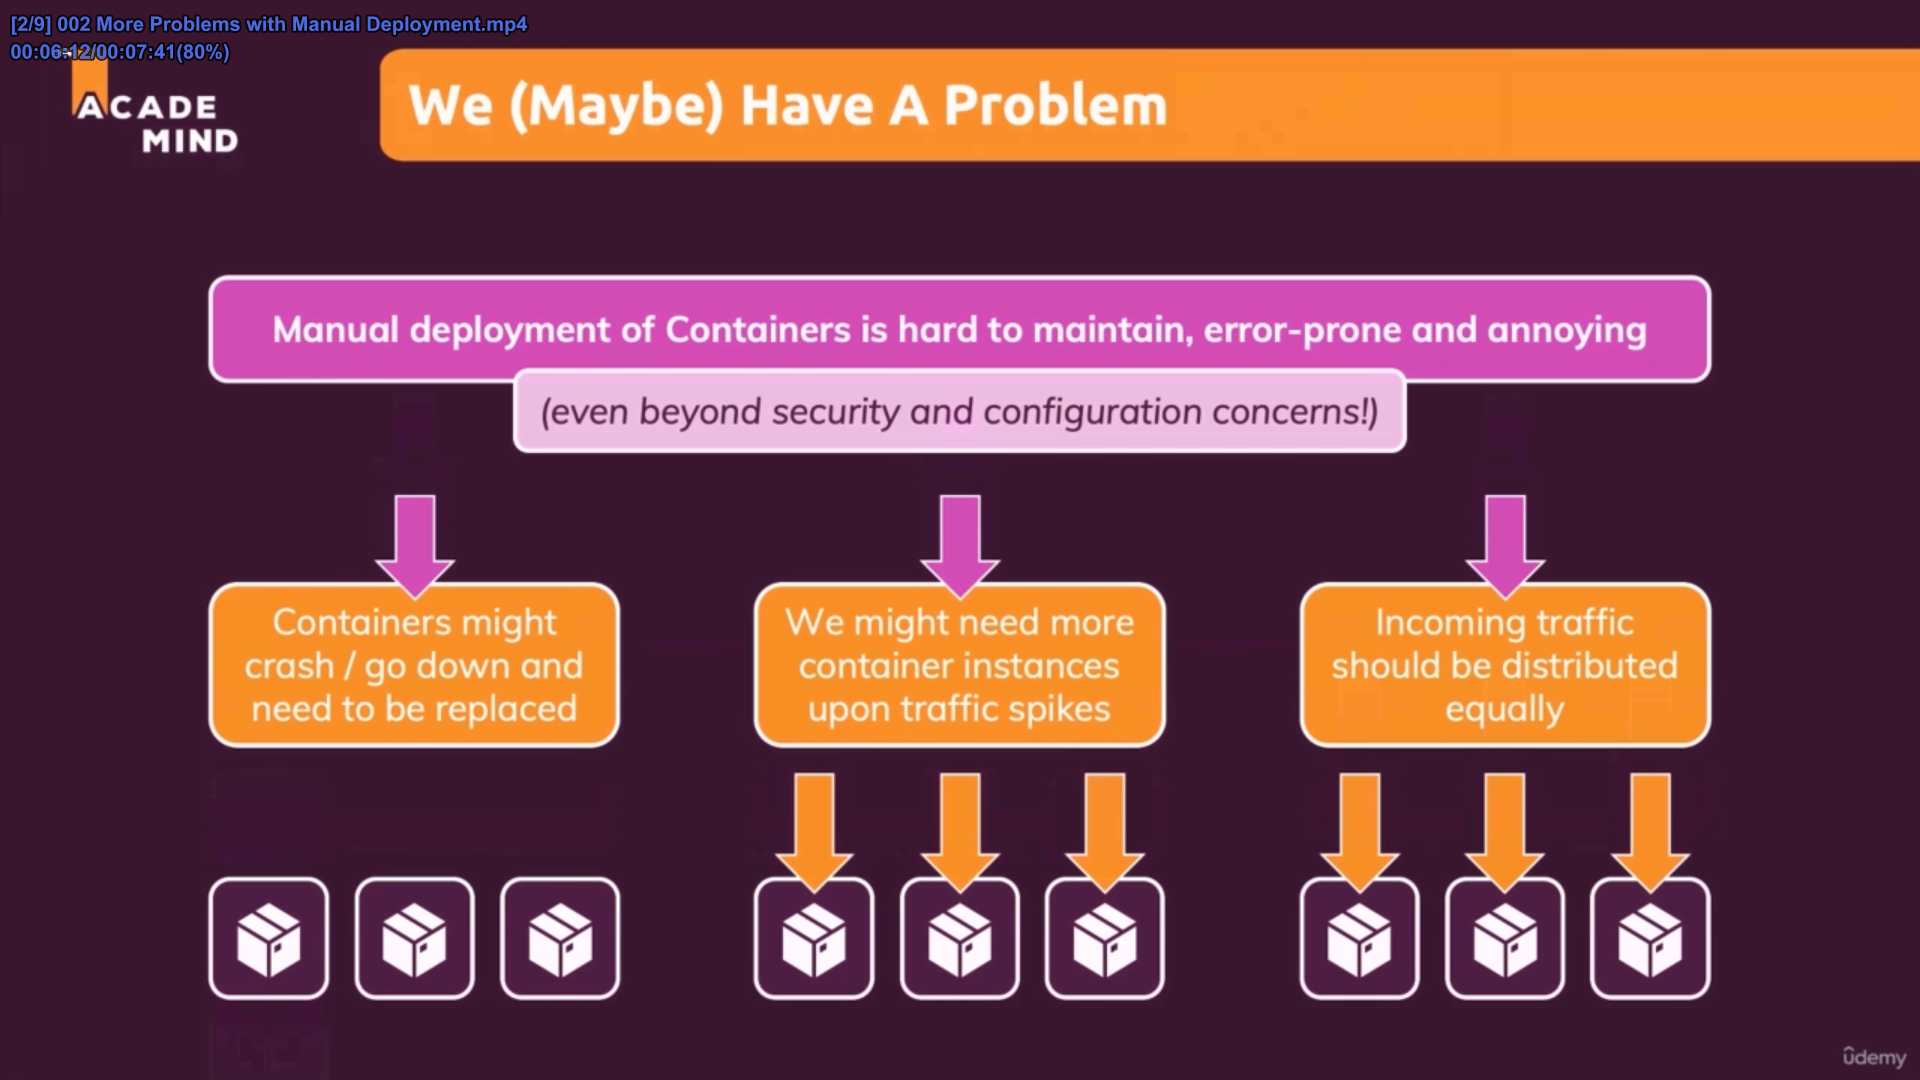 [2/9] 002 More Problems with Manual Deployment.mp4
00:06:12/00:07:41(80%)
ACADE
MIND
We (Maybe) Have A Problem
Manual deployment of Containers is hard to maintain, error-prone and annoying
(even beyond security and configuration concerns!)
Containers might
crash / go down and
need to be replaced
We might need more
container instances
upon traffic spikes
Incoming traffic
should be distributed
equally
ûdemy